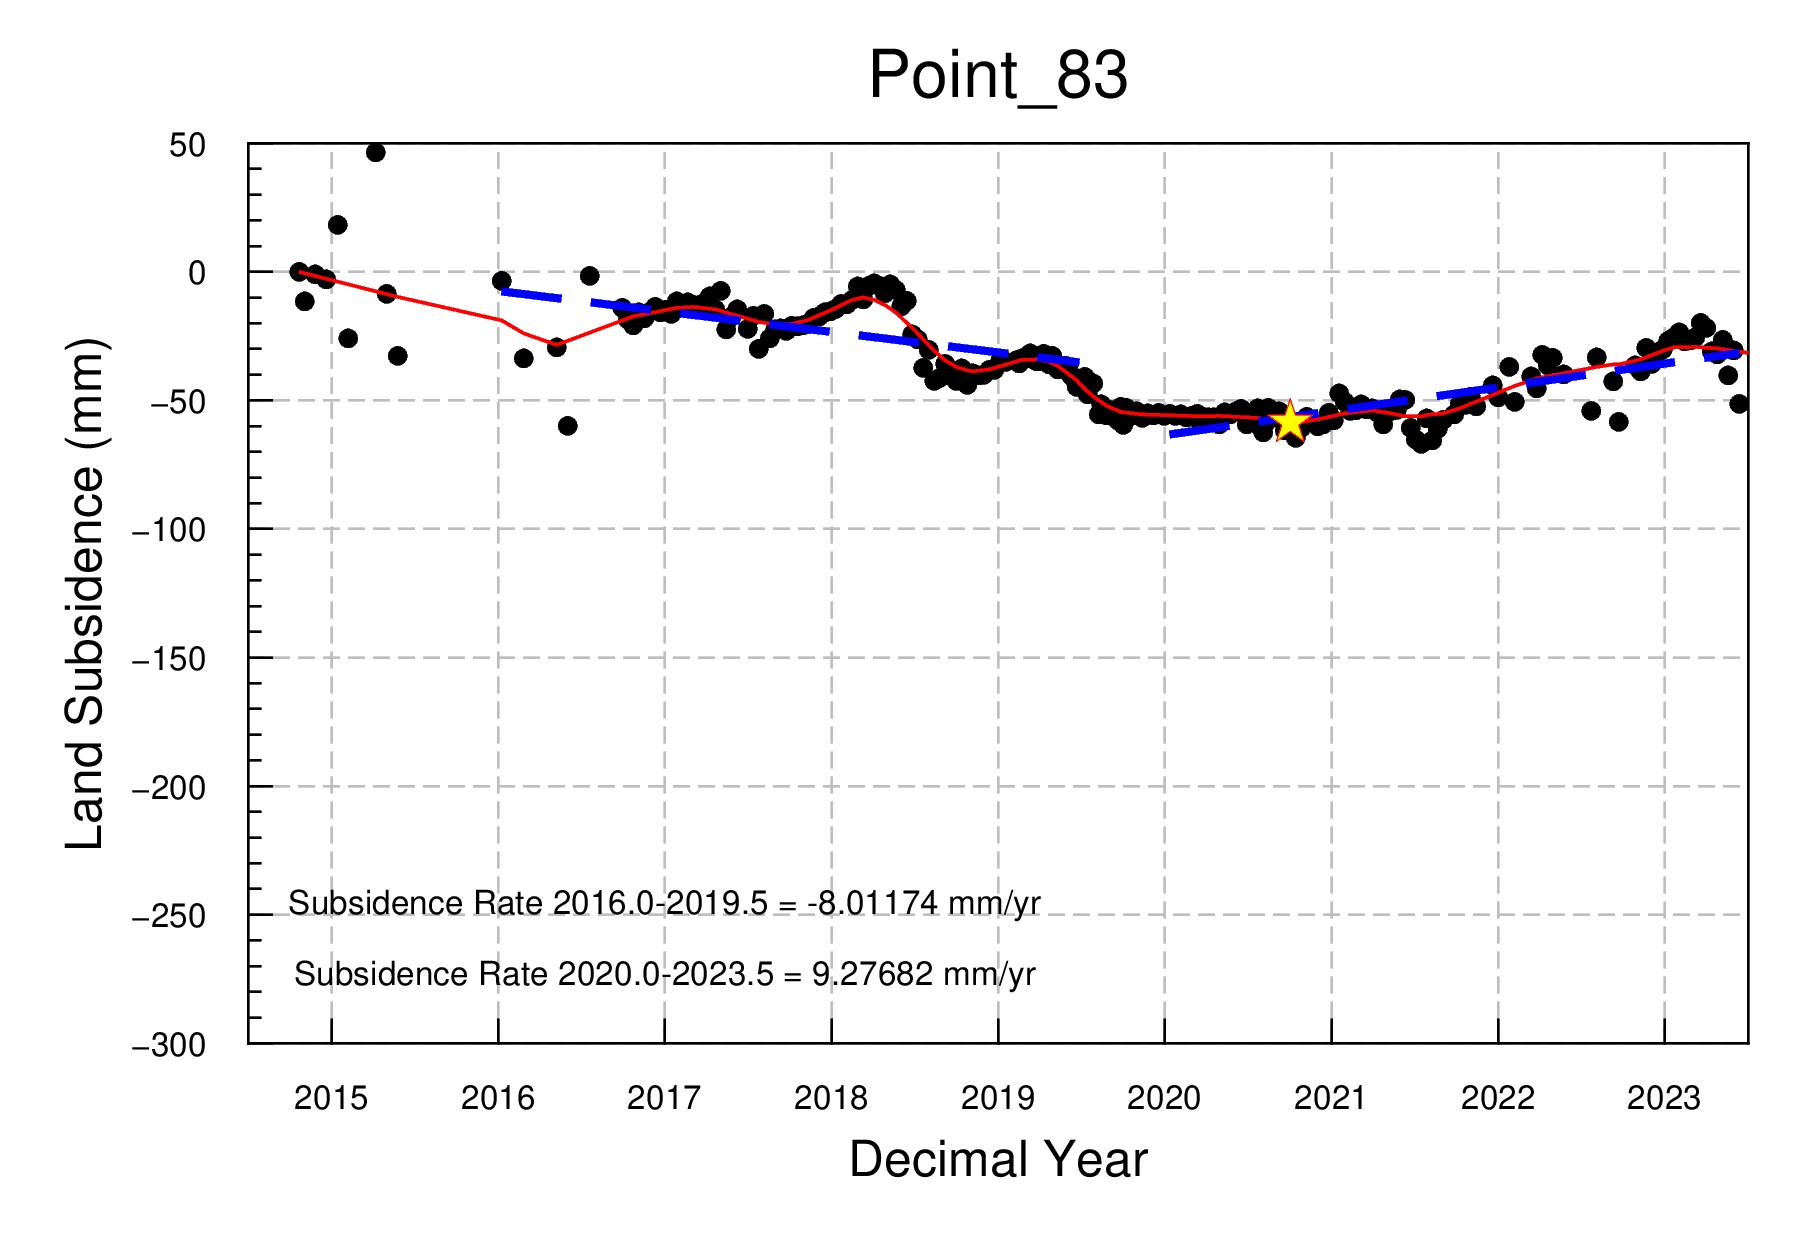 Point_83
50
0
−50
−100
−150
−200
−250
−300
Land Subsidence (mm)
Subsidence Rate 2016.0-2019.5 = -8.01174 mm/yr
Subsidence Rate 2020.0-2023.5 = 9.27682 mm/yr
2015 2016 2017 2018 2019 2020 2021 2022 2023
Decimal Year